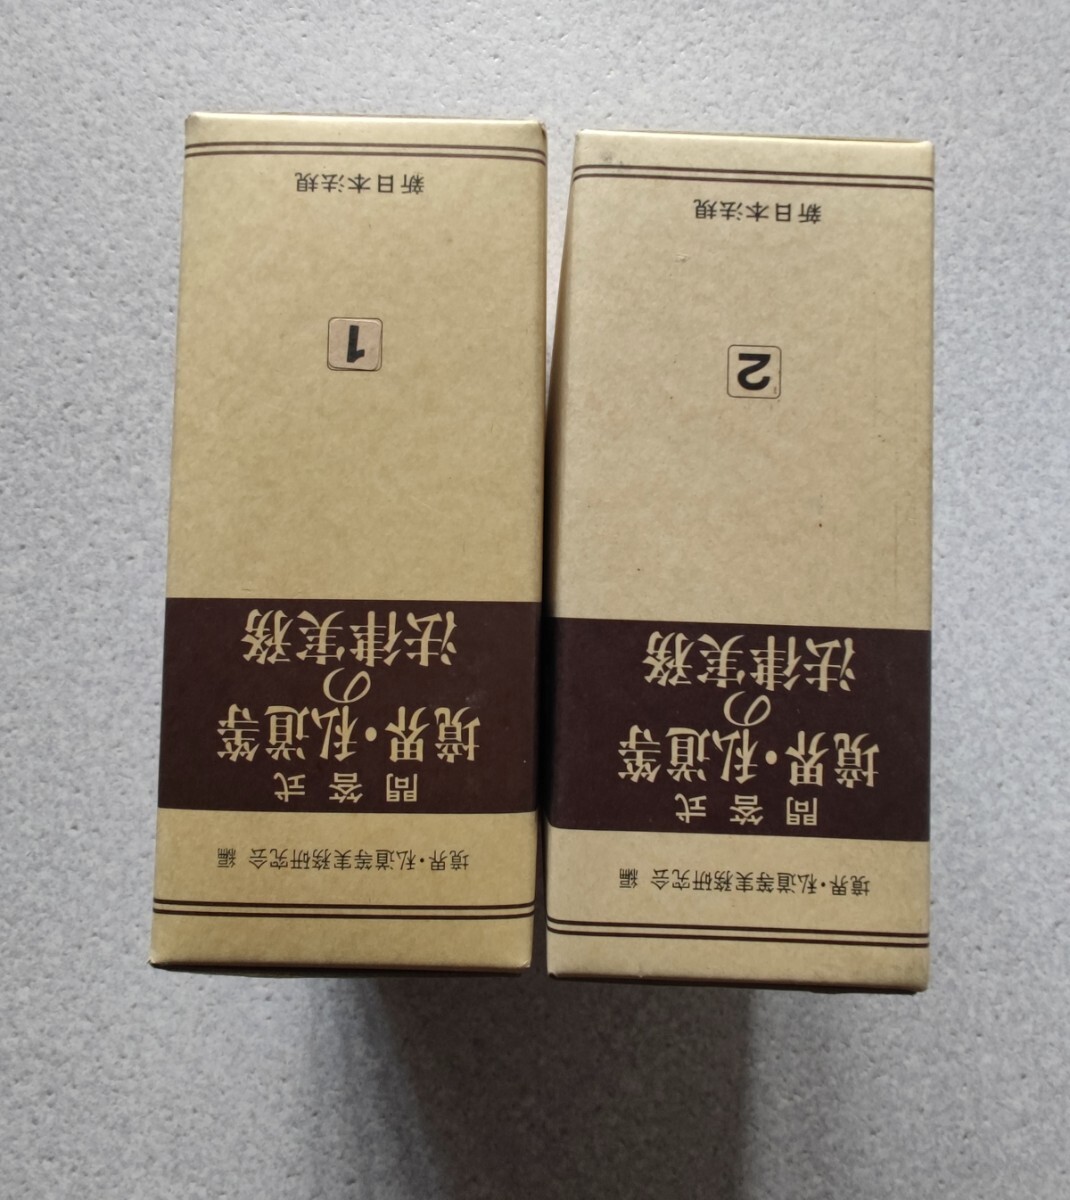 境界・私道等実務研究会 編
問答式
境界・私道等
の
法律実務
1
新日本法規
境界・私道等実務研究会 編
問答式
境界・私道等
の
法律実務
2
新日本法規